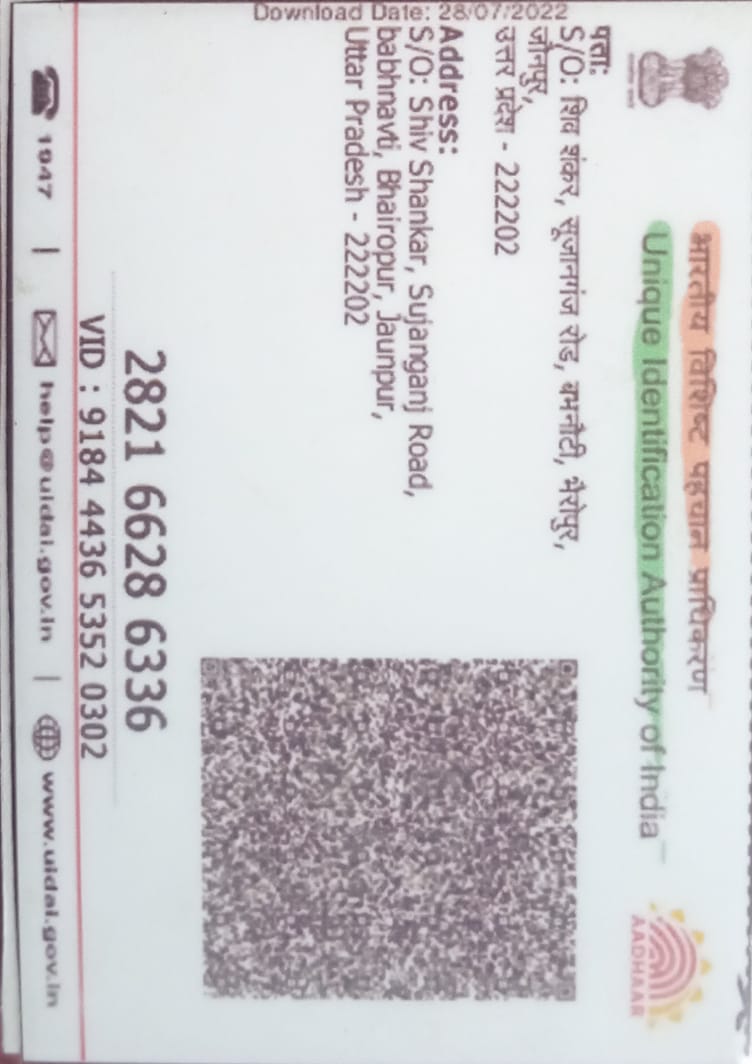 भारतीय विशिष्ट पहचान प्राधिकरण
Unique Identification Authority of India
AADHAAR
Download Date: 28/07/2022
पता:
S/O: शिव शंकर, सूजानगंज रोड, बभनौटी, भैरोपुर,
जौनपुर,
उत्तर प्रदेश - 222202
Address:
S/O: Shiv Shankar, Sujanganj Road,
babhnavti, Bhairopur, Jaunpur,
Uttar Pradesh - 222202
2821 6628 6336
VID : 9184 4436 5352 0302
1947 | help@uidai.gov.in | www.uidai.gov.in